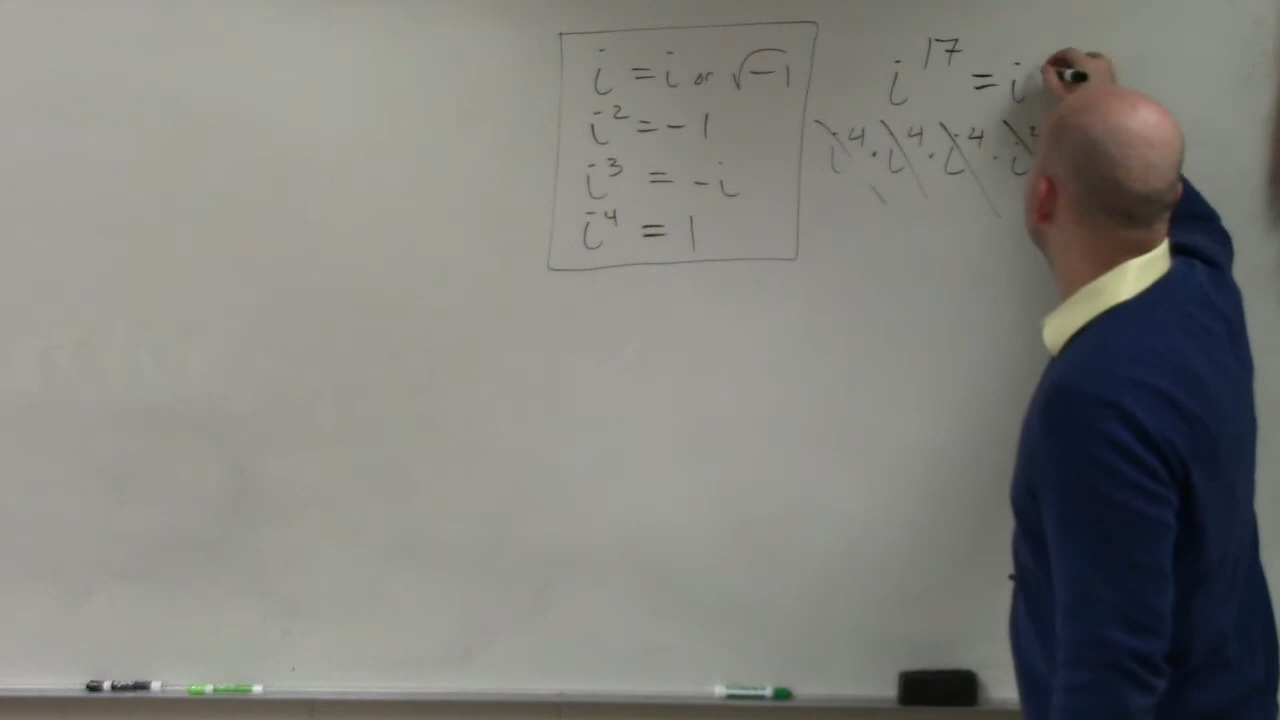 i = i or √-1
i² = -1
i³ = -i
i⁴ = 1
i¹⁷ = i
i⁴ · i⁴ · i⁴ · i